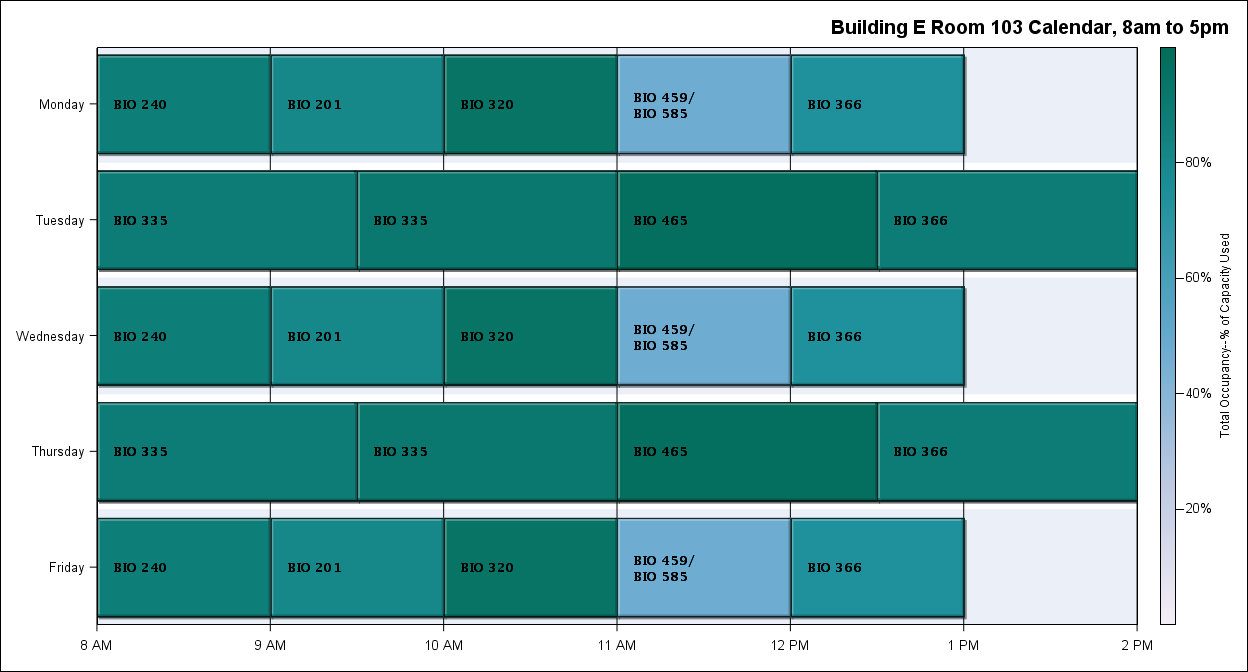 Building E Room 103 Calendar, 8am to 5pm
Monday
BIO 240
BIO 201
BIO 320
BIO 459/
BIO 585
BIO 366
Tuesday
BIO 335
BIO 335
BIO 465
BIO 366
Wednesday
BIO 240
BIO 201
BIO 320
BIO 459/
BIO 585
BIO 366
Thursday
BIO 335
BIO 335
BIO 465
BIO 366
Friday
BIO 240
BIO 201
BIO 320
BIO 459/
BIO 585
BIO 366
8 AM
9 AM
10 AM
11 AM
12 PM
1 PM
2 PM
80%
60%
40%
20%
Total Occupancy--% of Capacity Used